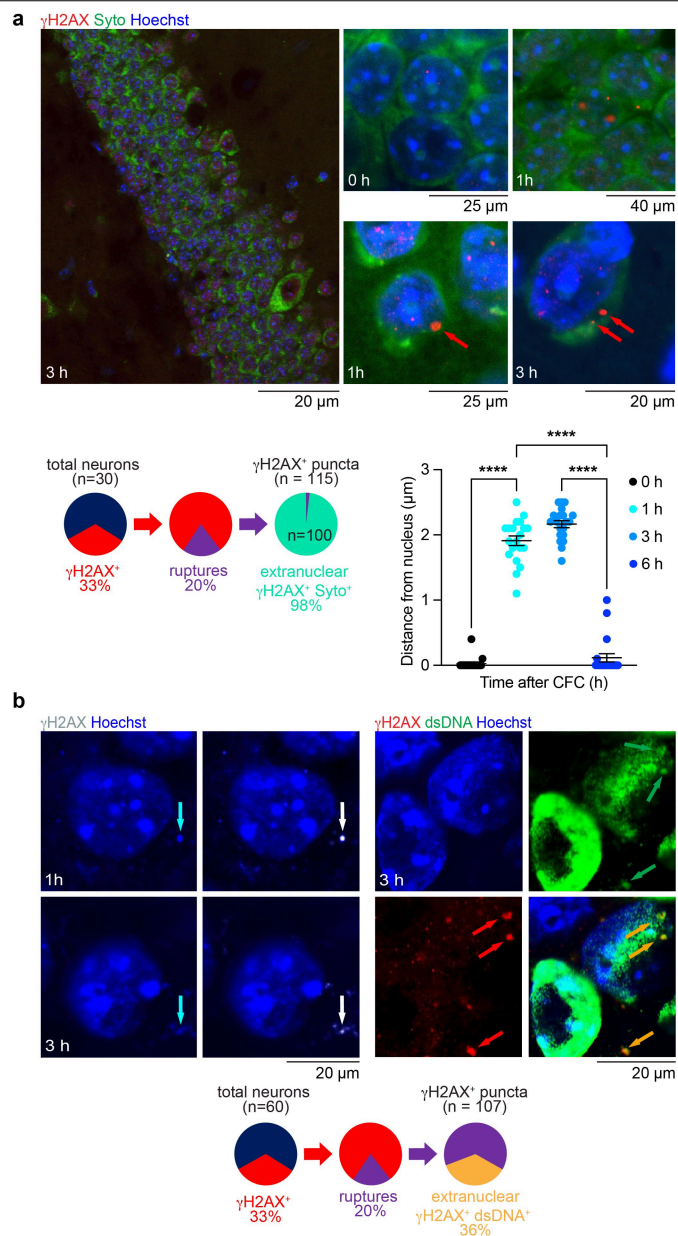 a
γH2AX Syto Hoechst
0 h
25 µm
1h
40 µm
3 h
20 µm
1h
25 µm
3 h
20 µm
total neurons
(n=30)
γH2AX⁺
33%
ruptures
20%
γH2AX⁺ puncta
(n = 115)
n=100
extranuclear
γH2AX⁺ Syto⁺
98%
****
**** ****
3
2
1
0
Distance from nucleus (µm)
Time after CFC (h)
0 h
1 h
3 h
6 h
b
γH2AX Hoechst
1h
3 h
20 µm
γH2AX dsDNA Hoechst
3 h
20 µm
total neurons
(n=60)
γH2AX⁺
33%
ruptures
20%
γH2AX⁺ puncta
(n = 107)
extranuclear
γH2AX⁺ dsDNA⁺
36%